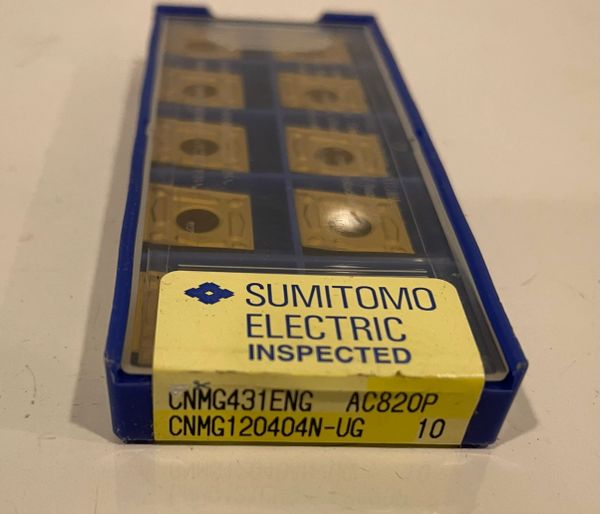 SUMITOMO
ELECTRIC
INSPECTED
CNMG431ENG AC820P
CNMG120404N-UG 10